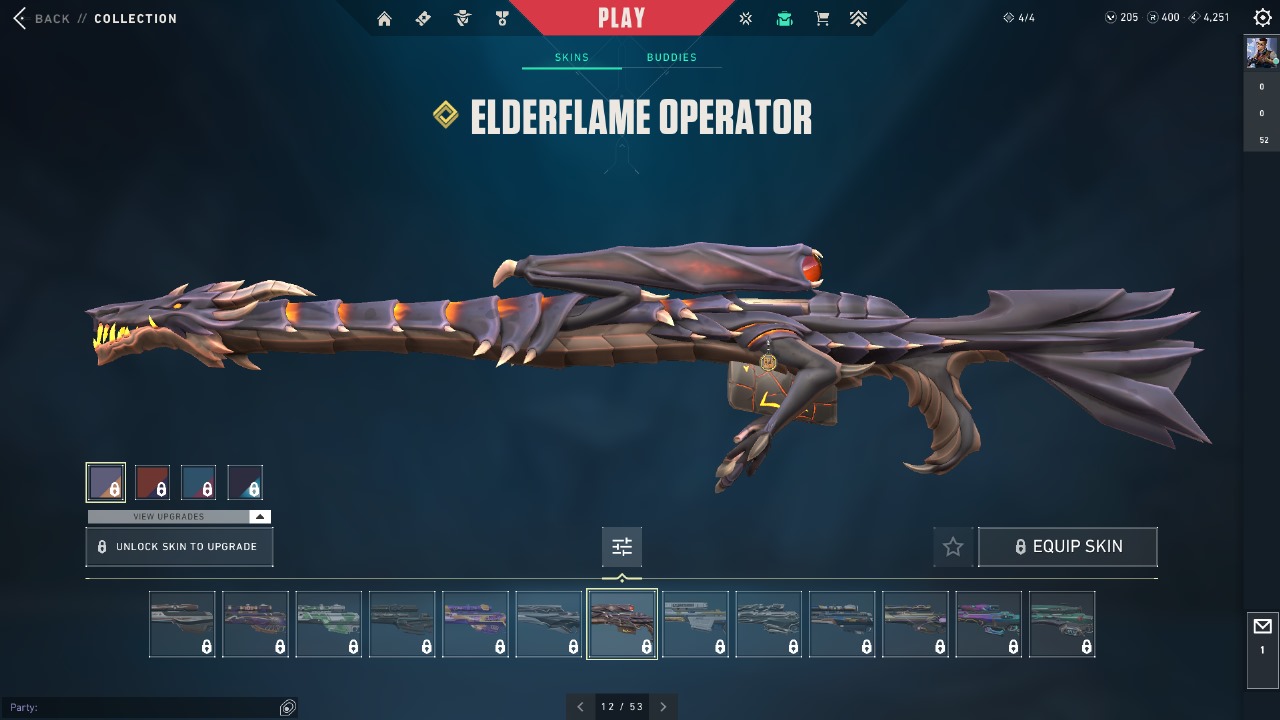 BACK // COLLECTION
PLAY
4/4
205
400
4,251
SKINS
BUDDIES
0
0
52
ELDERFLAME OPERATOR
VIEW UPGRADES
UNLOCK SKIN TO UPGRADE
EQUIP SKIN
1
Party:
12 / 53